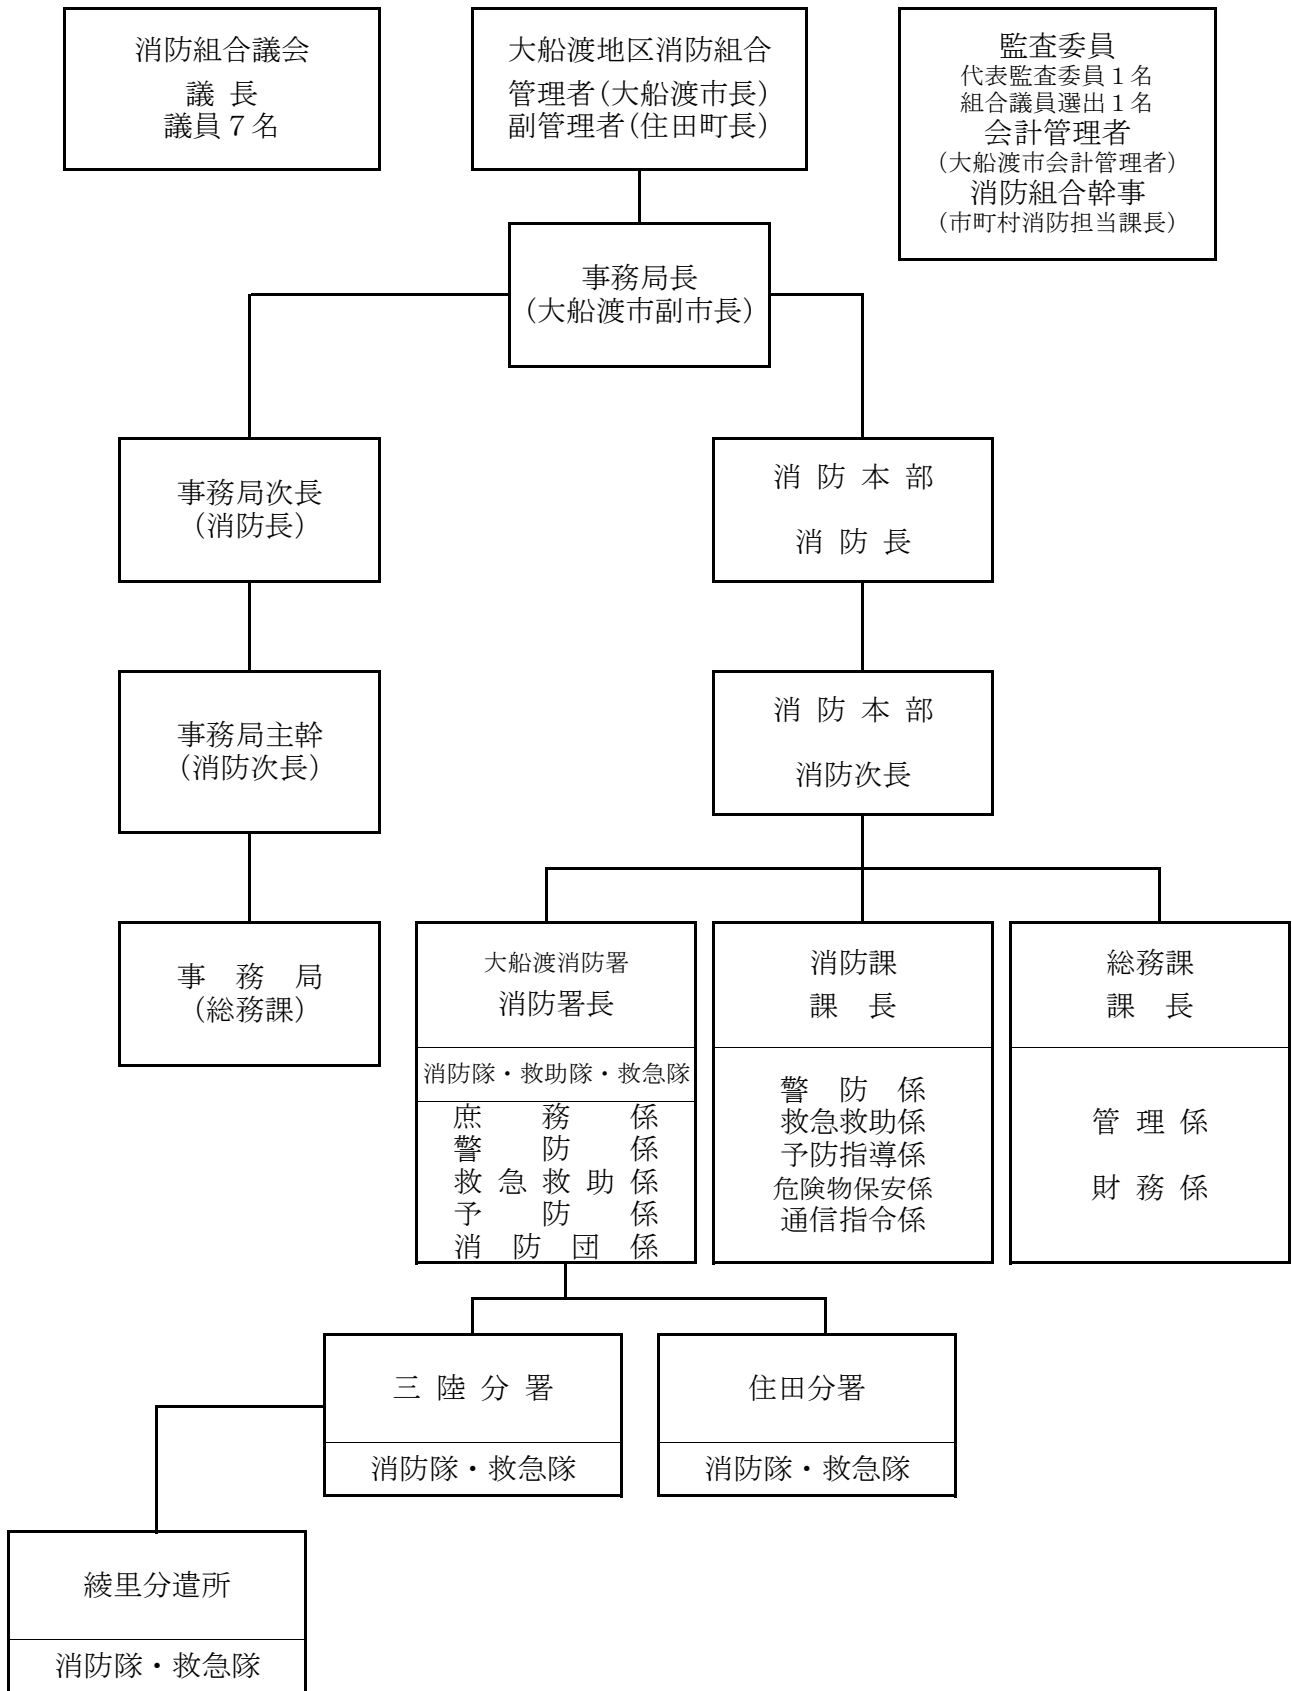 消防組合議会
議 長
議員７名
大船渡地区消防組合
管理者(大船渡市長)
副管理者(住田町長)
監査委員
代表監査委員１名
組合議員選出１名
会計管理者
(大船渡市会計管理者)
消防組合幹事
(市町村消防担当課長)
事務局長
(大船渡市副市長)
事務局次長
(消防長)
消 防 本 部
消 防 長
事務局主幹
(消防次長)
消 防 本 部
消防次長
事 務 局
(総務課)
大船渡消防署
消防署長
消防隊・救助隊・救急隊
庶 務 係
警 防 係
救 急 救 助 係
予 防 係
消 防 団 係
消防課
課 長
警 防 係
救急救助係
予防指導係
危険物保安係
通信指令係
総務課
課 長
管 理 係
財 務 係
三 陸 分 署
消防隊・救急隊
住田分署
消防隊・救急隊
綾里分遣所
消防隊・救急隊